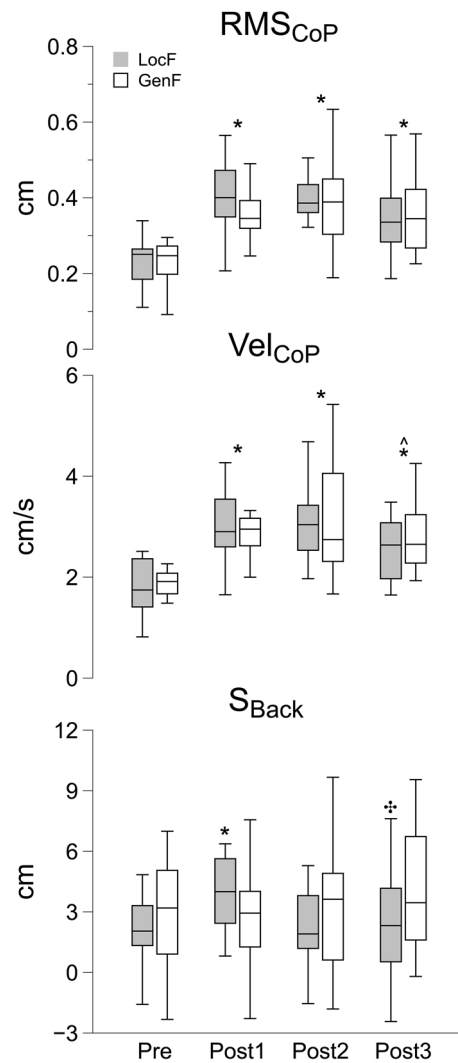 RMSCoP
LocF
GenF
0.8
0.6
0.4
0.2
0
cm
*
*
*
VelCoP
6
4
2
0
cm/s
*
*
^
*
SBack
12
9
6
3
0
−3
cm
*
✣
Pre Post1 Post2 Post3